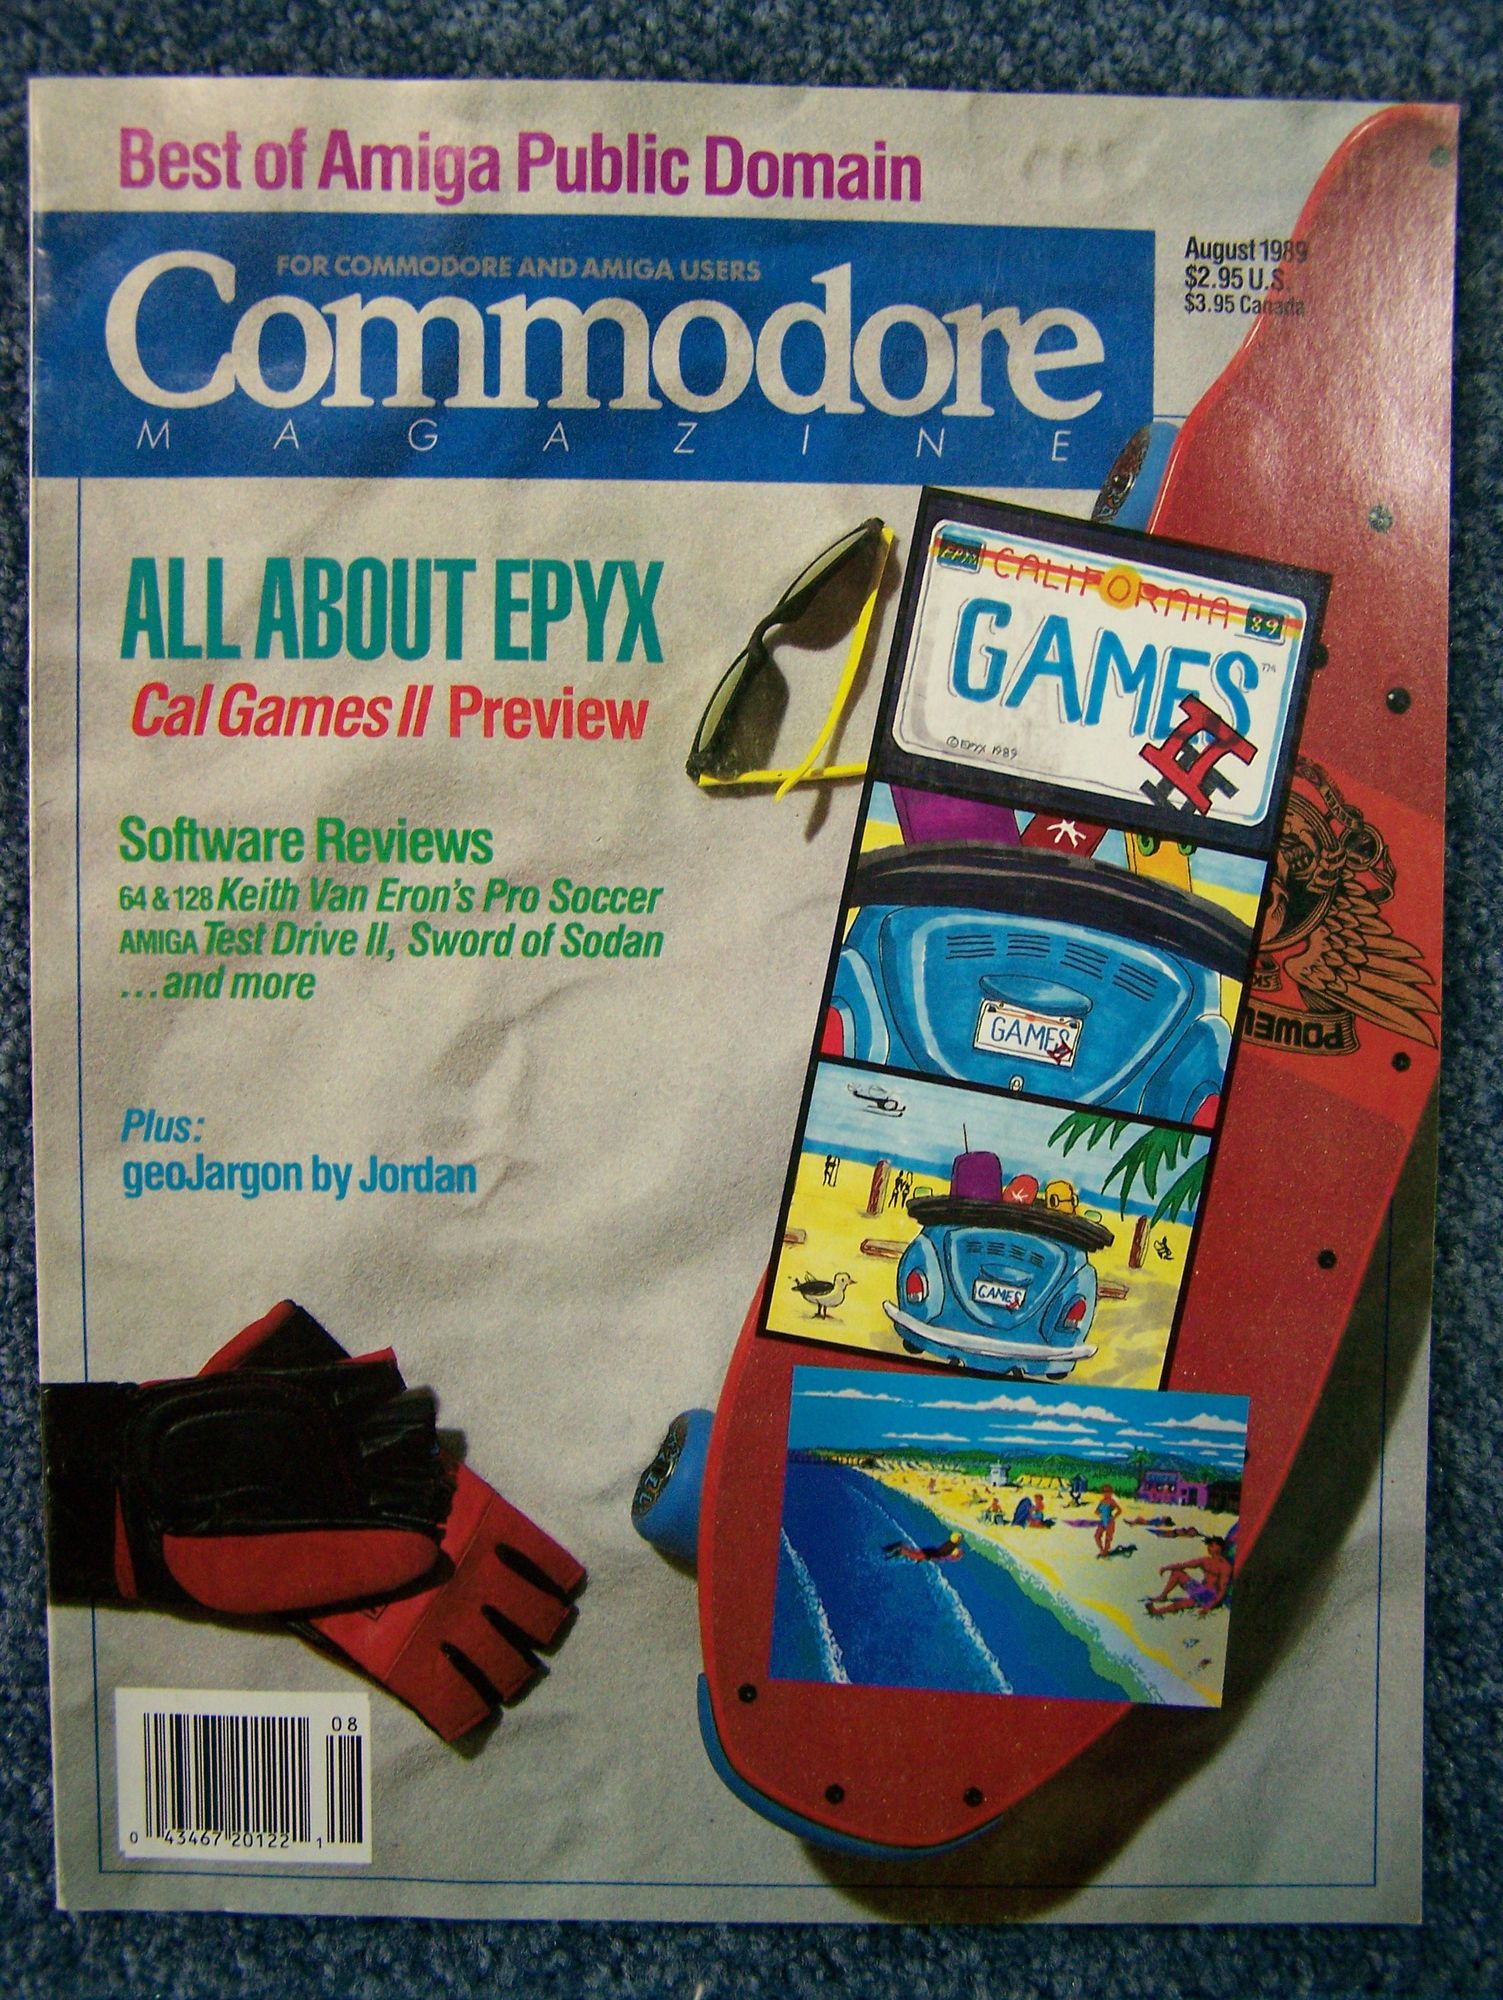 Best of Amiga Public Domain
FOR COMMODORE AND AMIGA USERS
Commodore
MAGAZINE
August 1989
$2.95 U.S.
$3.95 Canada
ALL ABOUT EPYX
Cal Games II Preview
Software Reviews
64 & 128 Keith Van Eron's Pro Soccer
AMIGA Test Drive II, Sword of Sodan
...and more
Plus:
geoJargon by Jordan
EPYX CALIFORNIA 89
GAMES™
II
©EPYX 1989
GAMES
GAMES
POWE
08
0 43467 20122 1